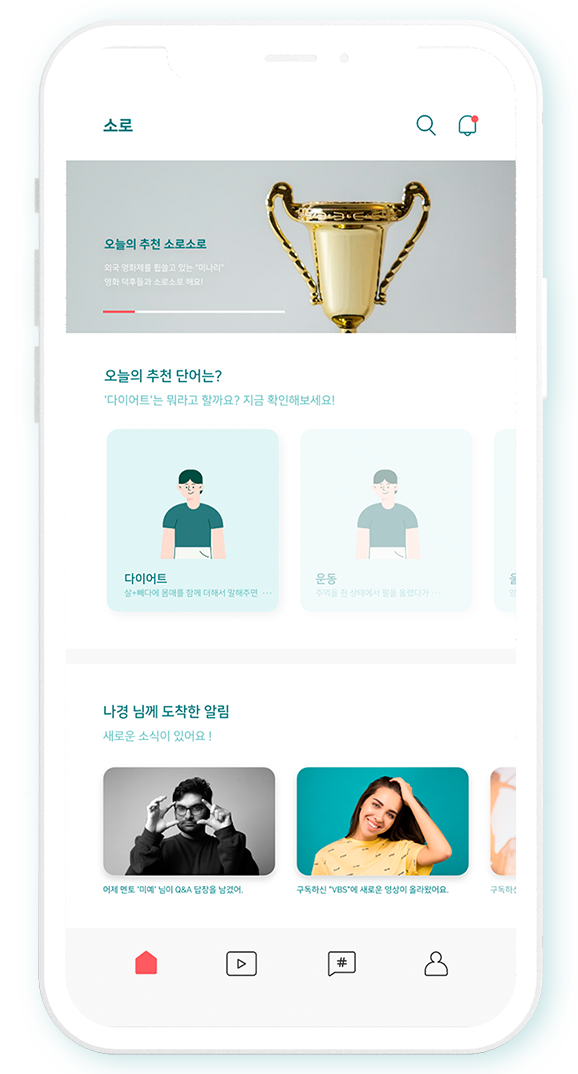 소로
오늘의 추천 소로소로
외국 영화제를 휩쓸고 있는 "미나리"
영화 덕후들과 소로소로 해요!
오늘의 추천 단어는?
'다이어트'는 뭐라고 할까요? 지금 확인해보세요!
다이어트
살+빼다에 몸매를 함께 더해서 말해주면 ···
운동
주먹을 쥔 상태에서 팔을 올렸다가 ···
나경 님께 도착한 알림
새로운 소식이 있어요 !
어제 멘토 '미예' 님이 Q&A 답장을 남겼어.
구독하신 "VBS"에 새로운 영상이 올라왔어요.
구독하신
#